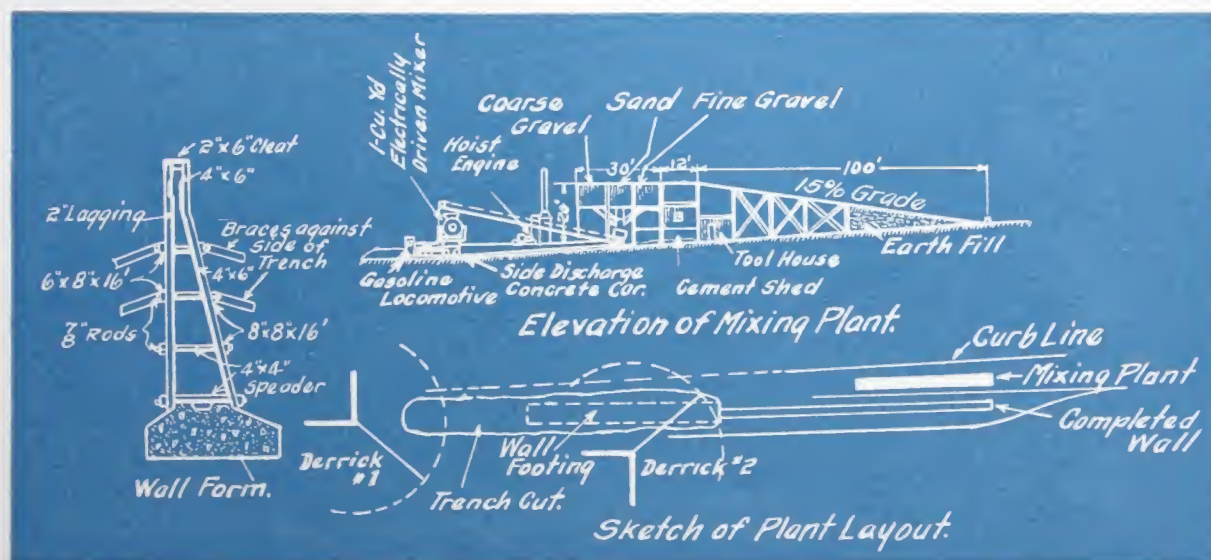 2"x6"Cleat
4"x6"
2"Lagging
Braces against
side of
Trench
6"x8"x16'
4"x6"
7/8" Rods
8"x8"x16'
4"x4"
Speader
Wall Form.
1-Cu. Yd
Electrically
Driven Mixer
Hoist
Engine
Coarse
Gravel
Sand
Fine Gravel
30'
12'
100'
15% Grade
Earth Fill
Tool House
Cement Shed
Side Discharge
Concrete Car.
Gasoline
Locomotive
Elevation of Mixing Plant.
Curb Line
Mixing Plant
Completed
Wall
Wall
Footing
Derrick
#1
Derrick #2
Trench Cut.
Sketch of Plant Layout.